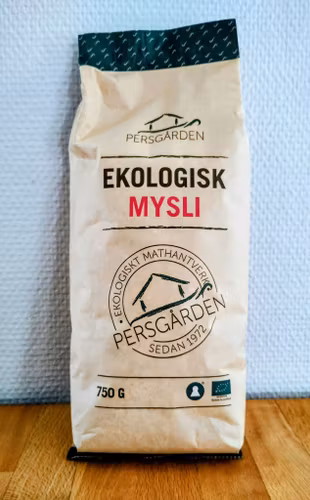 PERSGÅRDEN
EKOLOGISK
MYSLI
EKOLOGISKT MATHANTVERK
PERSGÅRDEN
SEDAN 1972
750 G